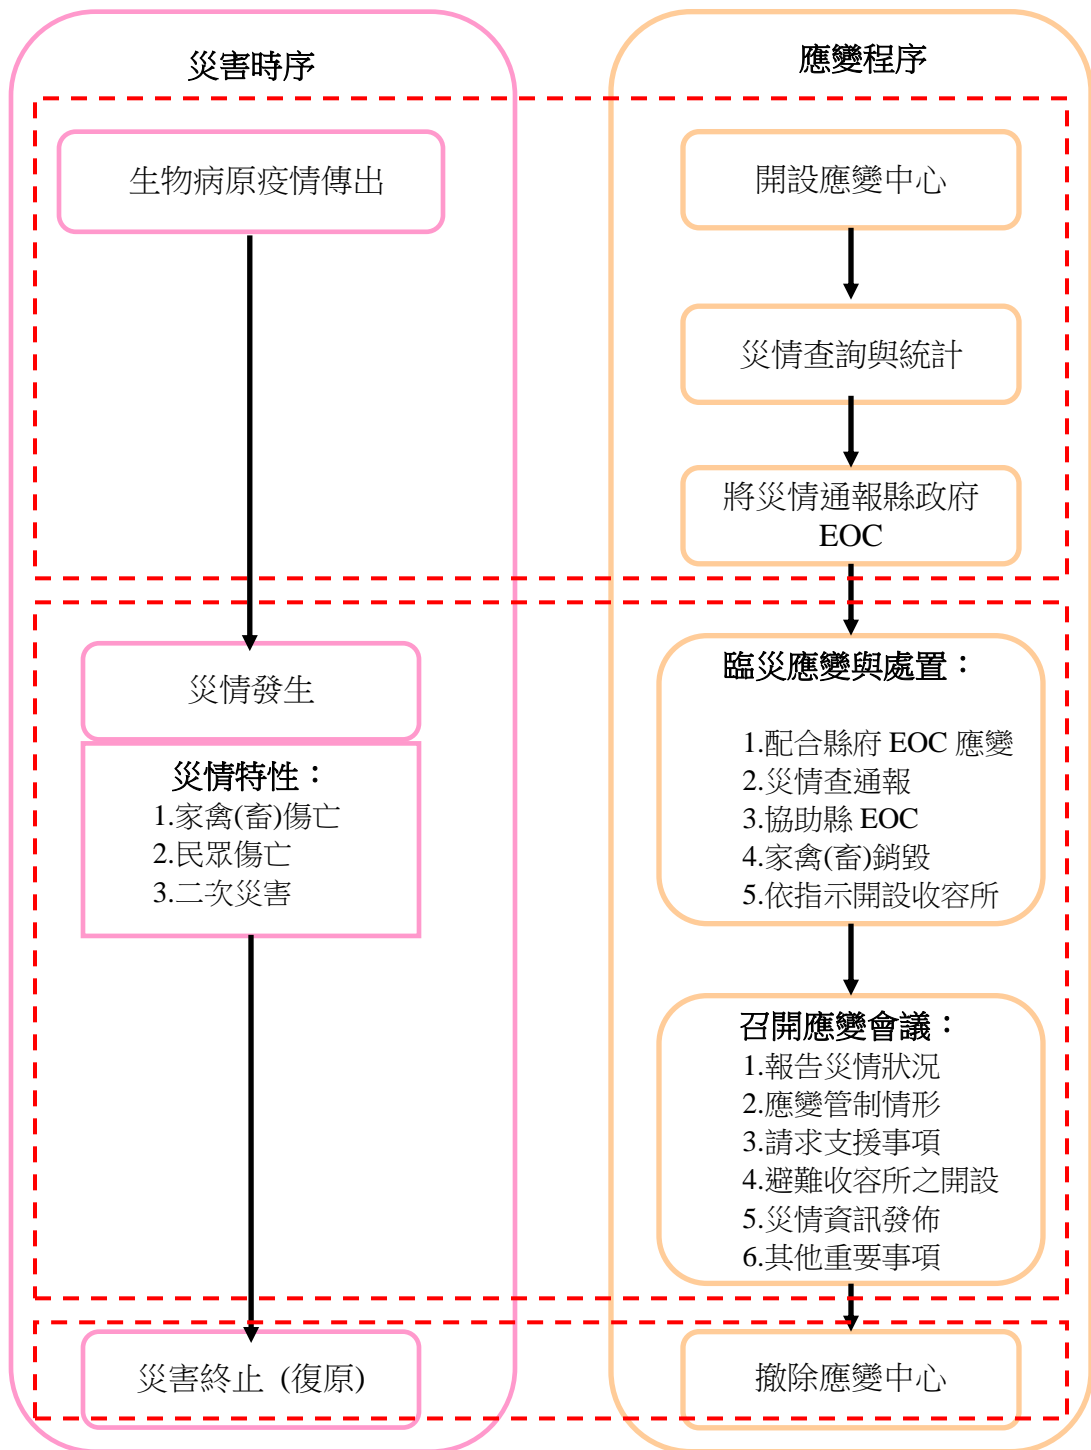 災害時序
生物病原疫情傳出
災情發生
災情特性：
1.家禽(畜)傷亡
2.民眾傷亡
3.二次災害
災害終止 (復原)
應變程序
開設應變中心
災情查詢與統計
將災情通報縣政府
EOC
臨災應變與處置：
1.配合縣府 EOC 應變
2.災情查通報
3.協助縣 EOC
4.家禽(畜)銷毀
5.依指示開設收容所
召開應變會議：
1.報告災情狀況
2.應變管制情形
3.請求支援事項
4.避難收容所之開設
5.災情資訊發佈
6.其他重要事項
撤除應變中心